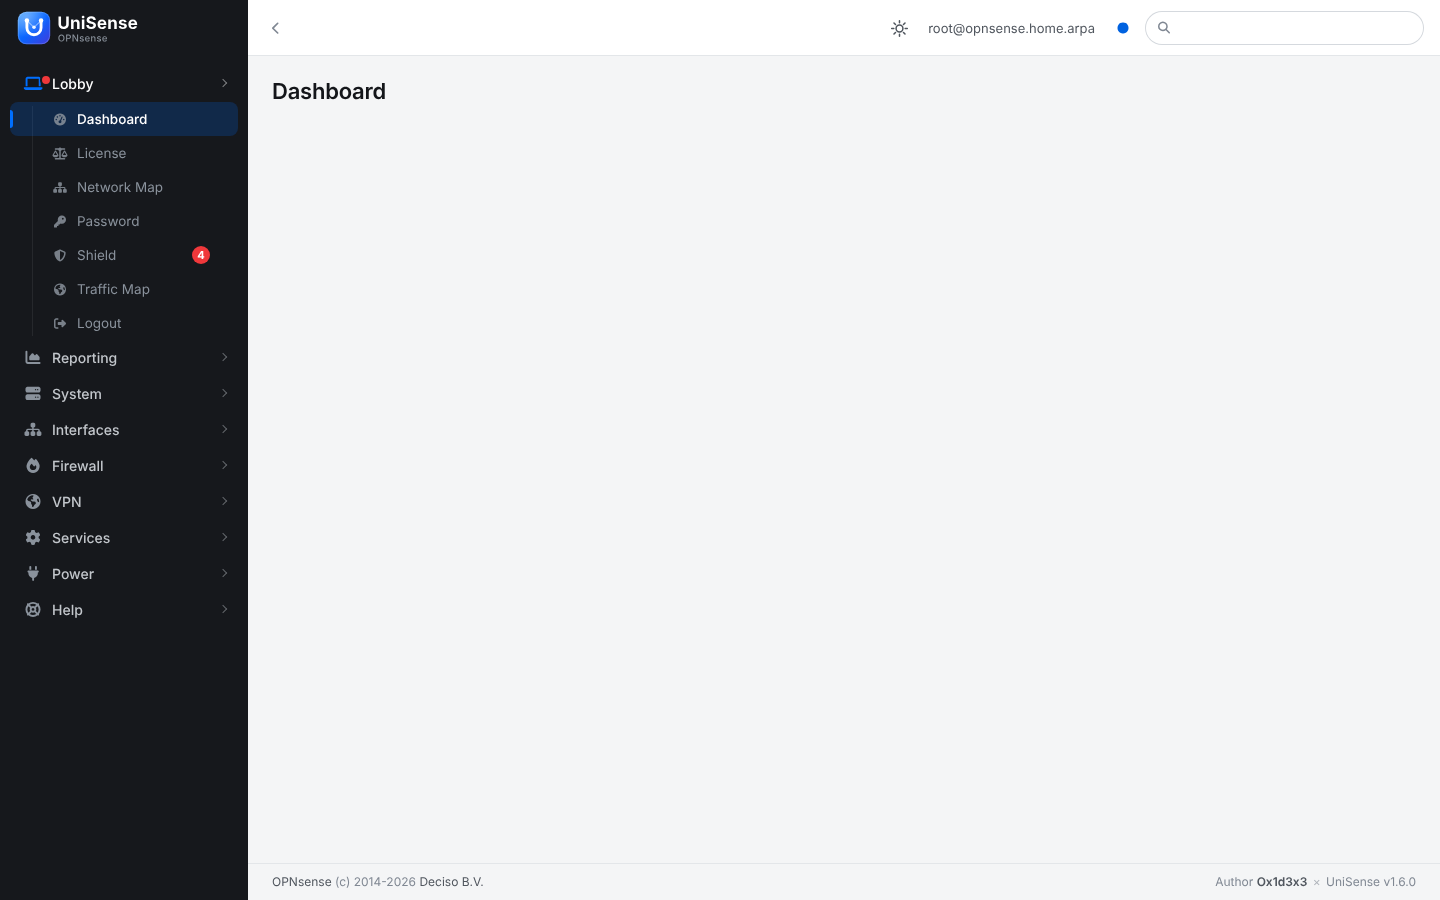 UniSense
OPNsense
Lobby
Dashboard
License
Network Map
Password
Shield 4
Traffic Map
Logout
Reporting
System
Interfaces
Firewall
VPN
Services
Power
Help
root@opnsense.home.arpa
Dashboard
OPNsense (c) 2014-2026 Deciso B.V.
Author Ox1d3x3 × UniSense v1.6.0